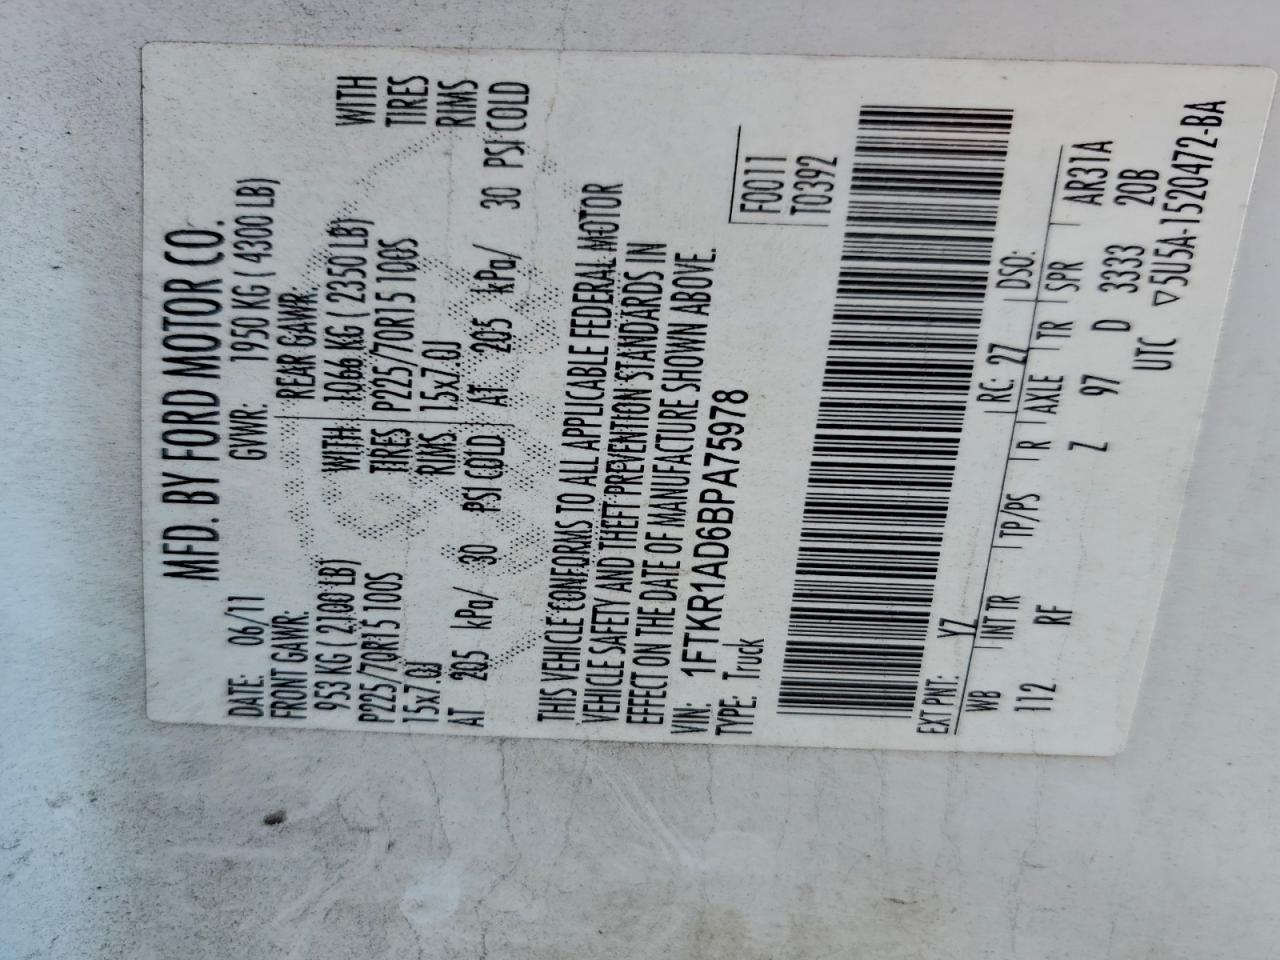 MFD. BY FORD MOTOR CO.
DATE: 06/11 GVWR: 1950 KG ( 4300 LB)
FRONT GAWR: REAR GAWR:
953 KG ( 2100 LB) WITH 1066 KG ( 2350 LB) WITH
P225/70R15 100S TIRES P225/70R15 100S TIRES
15x7.0J RIMS 15x7.0J RIMS
AT 205 kPa/ 30 PSI COLD AT 205 kPa/ 30 PSI COLD
THIS VEHICLE CONFORMS TO ALL APPLICABLE FEDERAL MOTOR
VEHICLE SAFETY AND THEFT PREVENTION STANDARDS IN
EFFECT ON THE DATE OF MANUFACTURE SHOWN ABOVE.
VIN: 1FTKR1AD6BPA75978
TYPE: Truck
F0011
T0392
EXT PNT: YZ RC: 27 DSO:
WB INT TR TP/PS R AXLE TR SPR AR31A
112 RF Z 97 D 3333 20B
UTC ▽5U5A-1520472-BA